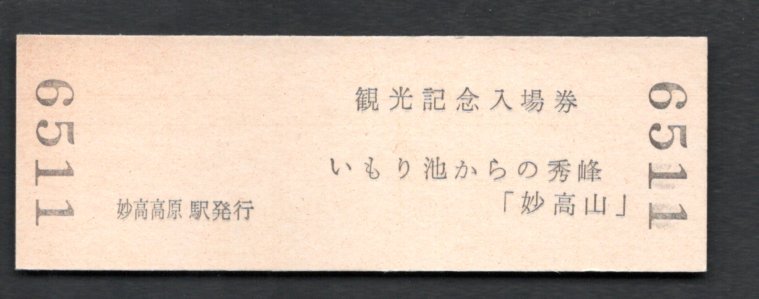 6511
観光記念入場券
いもり池からの秀峰
「妙高山」
妙高高原駅発行
6511